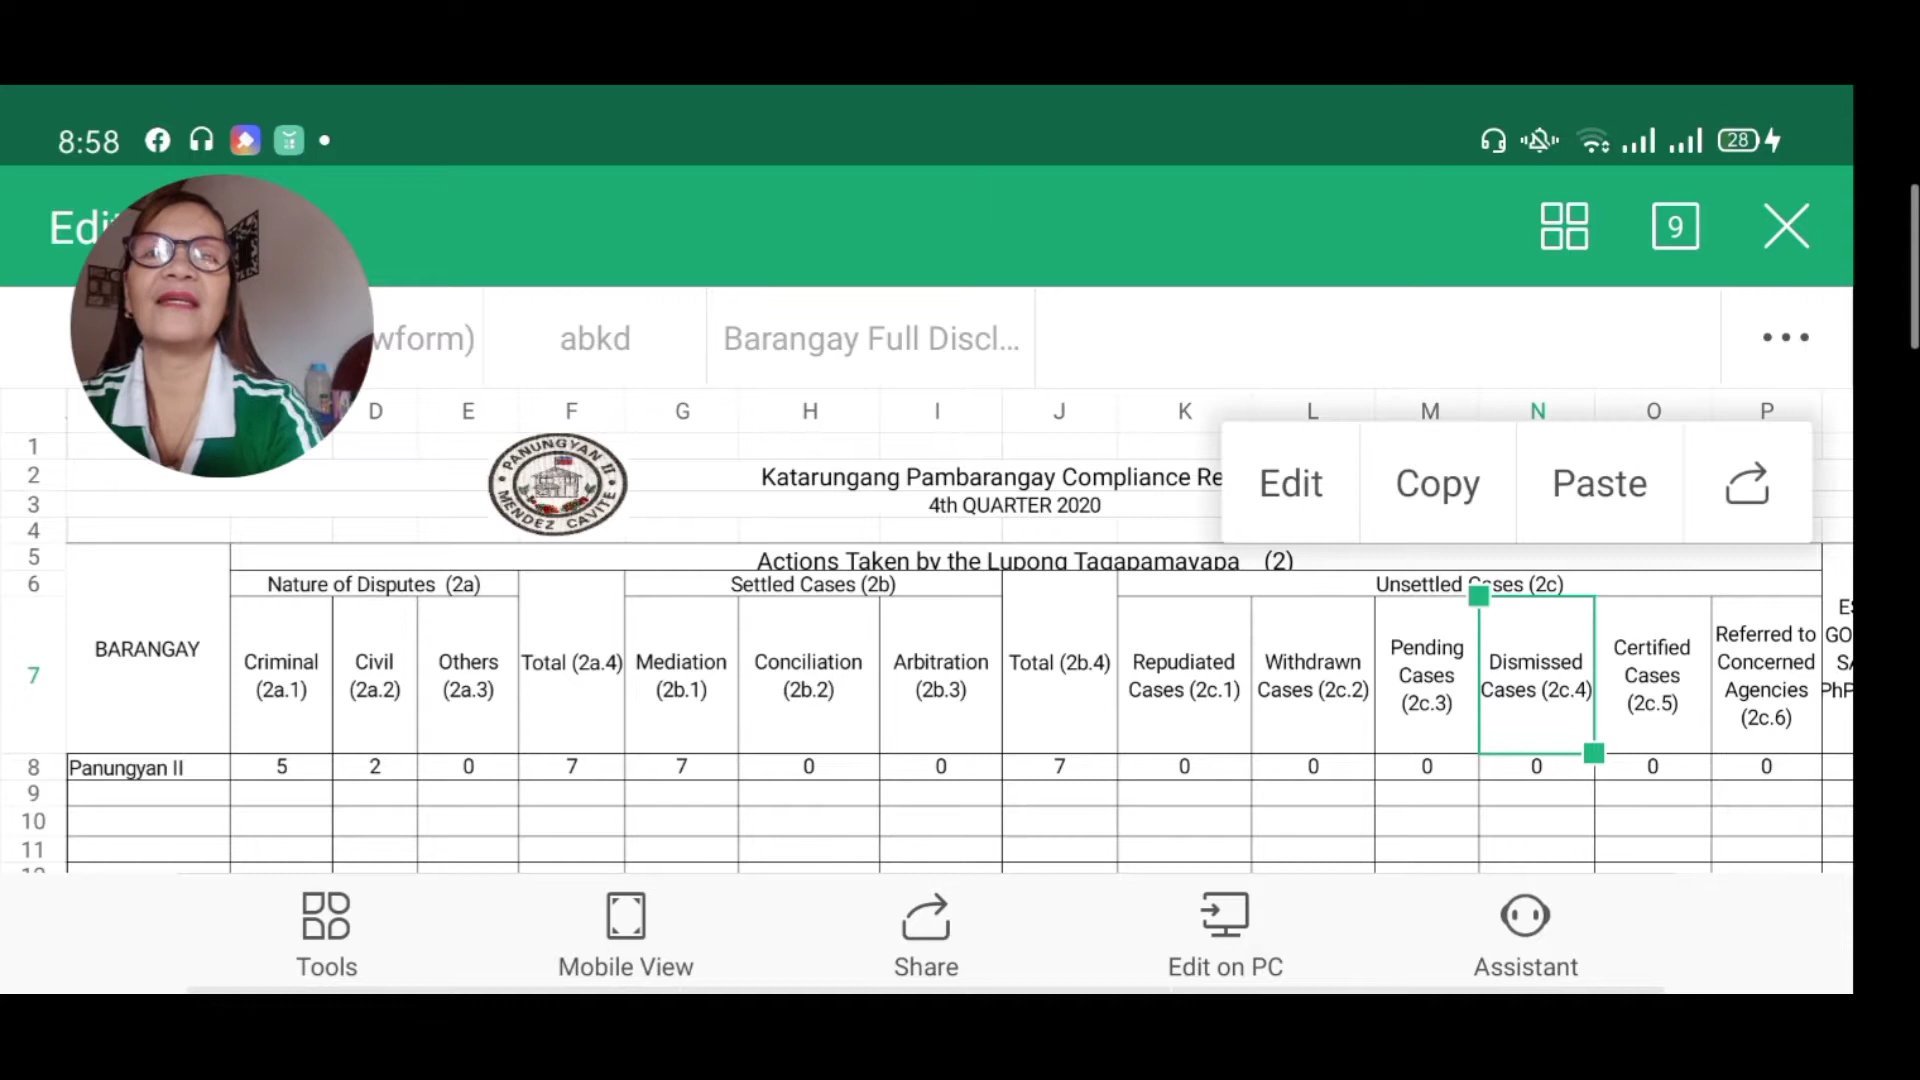 8:58
28
Edi
9
wform)
abkd
Barangay Full Discl...
D E F G H I J K L M N O P
1
PANUNGYAN II
MENDEZ CAVITE
2 Katarungang Pambarangay Compliance Re
3 4th QUARTER 2020
4
Edit Copy Paste
5 Actions Taken by the Lupong Tagapamayapa (2)
6 Nature of Disputes (2a) Settled Cases (2b) Unsettled Cases (2c)
7
BARANGAY
Criminal (2a.1)
Civil (2a.2)
Others (2a.3)
Total (2a.4)
Mediation (2b.1)
Conciliation (2b.2)
Arbitration (2b.3)
Total (2b.4)
Repudiated Cases (2c.1)
Withdrawn Cases (2c.2)
Pending Cases (2c.3)
Dismissed Cases (2c.4)
Certified Cases (2c.5)
Referred to Concerned Agencies (2c.6)
GO
PhP
8 Panungyan II 5 2 0 7 7 0 0 7 0 0 0 0 0 0
9
10
11
Tools
Mobile View
Share
Edit on PC
Assistant